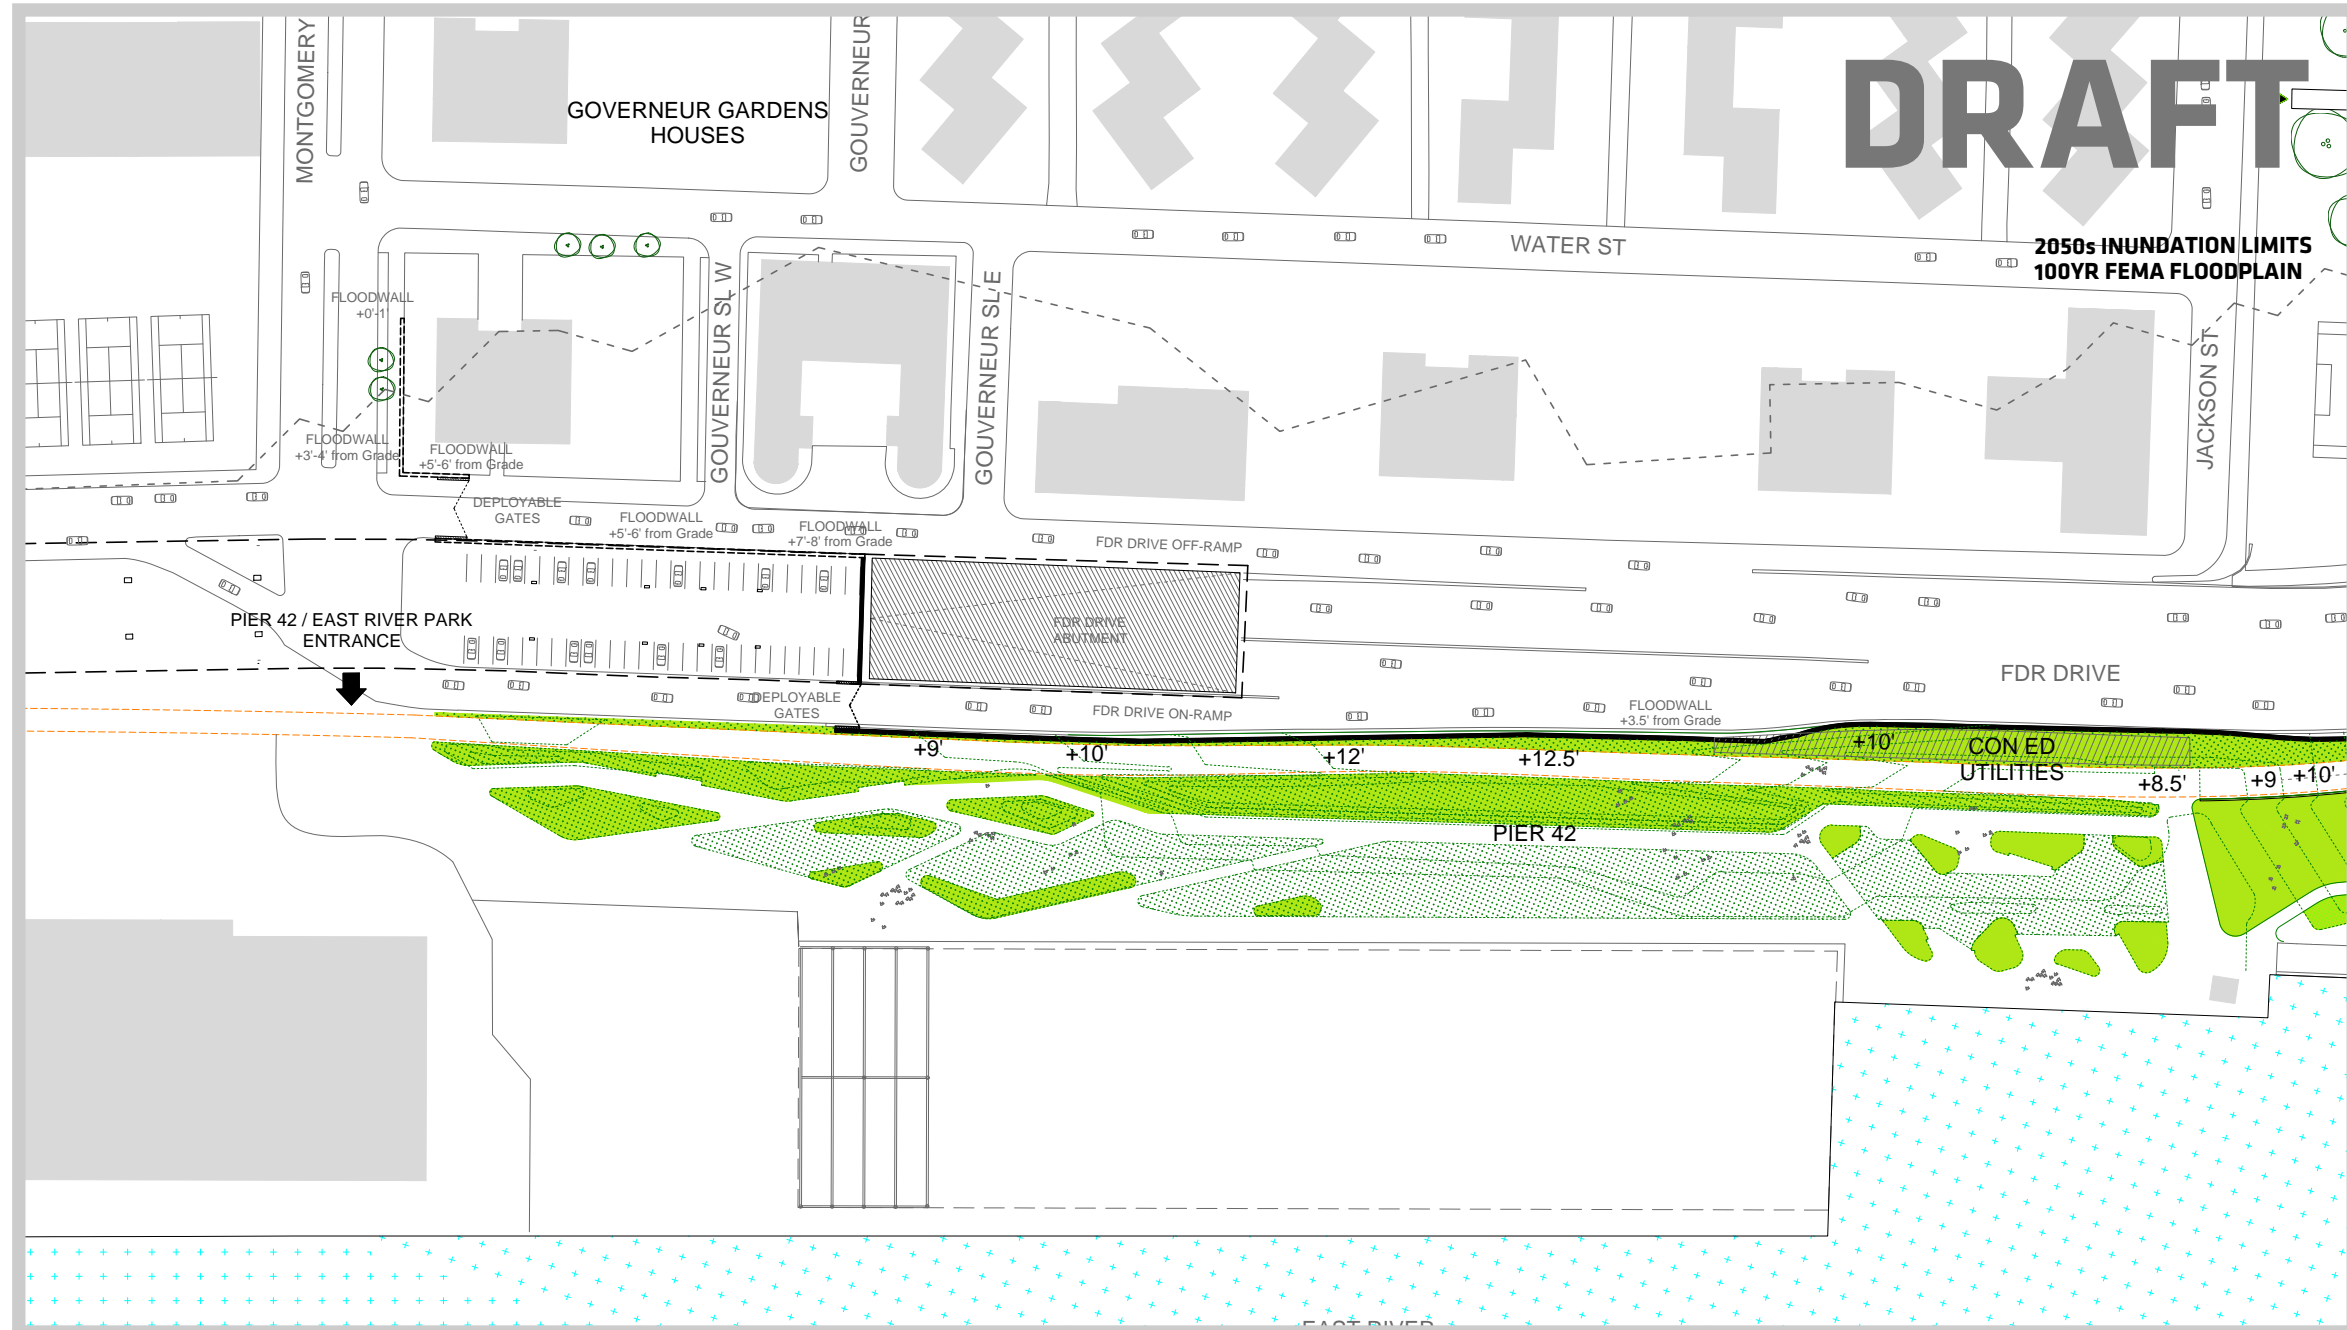 MONTGOMERY
GOUVERNEUR
GOVERNEUR GARDENS
HOUSES
DRAFT
WATER ST
2050s INUNDATION LIMITS
100YR FEMA FLOODPLAIN
GOUVERNEUR SL W
GOUVERNEUR SL E
JACKSON ST
FLOODWALL
+0'-1'
FLOODWALL
+3'-4' from Grade
FLOODWALL
+5'-6' from Grade
DEPLOYABLE
GATES
FLOODWALL
+5'-6' from Grade
FLOODWALL
+7'-8' from Grade
FDR DRIVE OFF-RAMP
PIER 42 / EAST RIVER PARK
ENTRANCE
FDR DRIVE
ABUTMENT
FDR DRIVE
DEPLOYABLE
GATES
FDR DRIVE ON-RAMP
FLOODWALL
+3.5' from Grade
+9'
+10'
+12'
+12.5'
+10'
CON ED
UTILITIES
+8.5'
+9
+10'
PIER 42
EAST RIVER